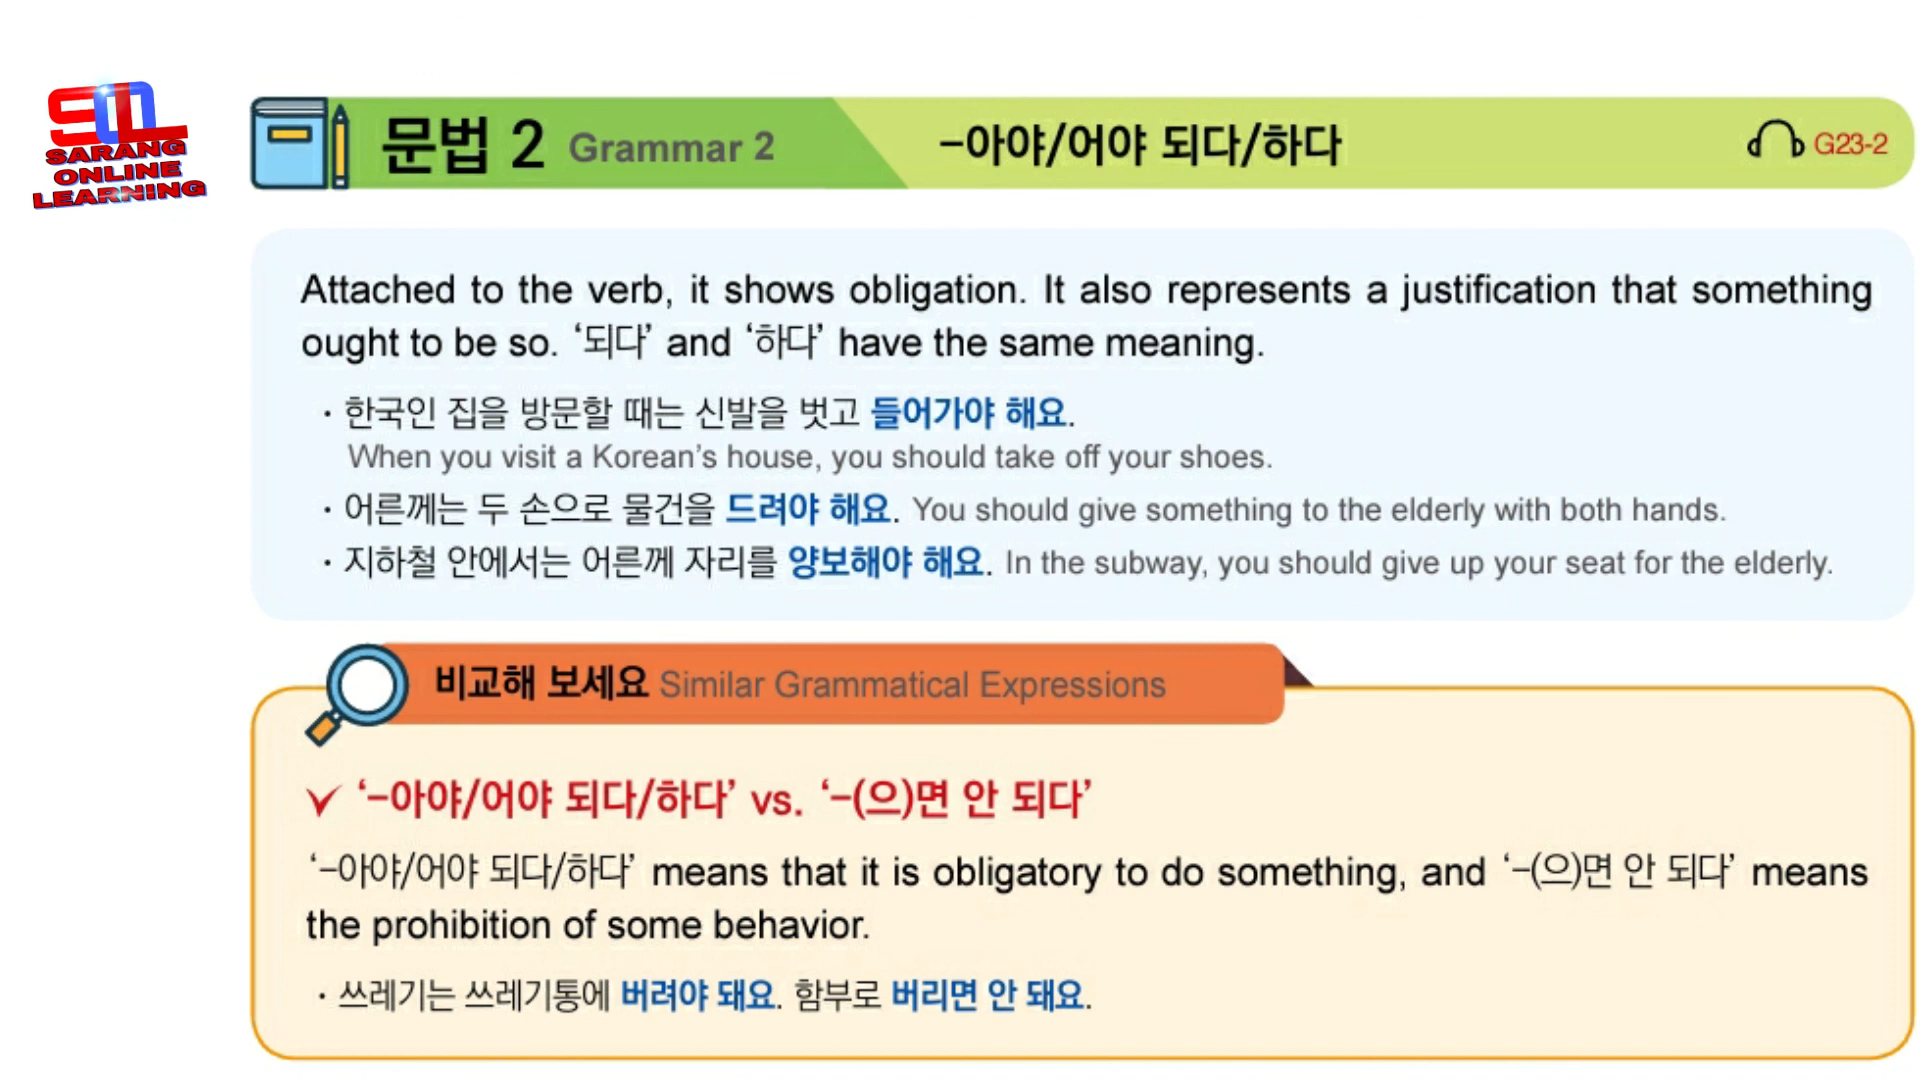 SOL
SARANG
ONLINE
LEARNING
문법 2 Grammar 2
-아야/어야 되다/하다
G23-2
Attached to the verb, it shows obligation. It also represents a justification that something
ought to be so. ‘되다’ and ‘하다’ have the same meaning.
· 한국인 집을 방문할 때는 신발을 벗고 들어가야 해요.
When you visit a Korean’s house, you should take off your shoes.
· 어른께는 두 손으로 물건을 드려야 해요. You should give something to the elderly with both hands.
· 지하철 안에서는 어른께 자리를 양보해야 해요. In the subway, you should give up your seat for the elderly.
비교해 보세요 Similar Grammatical Expressions
‘-아야/어야 되다/하다’ vs. ‘-(으)면 안 되다’
‘-아야/어야 되다/하다’ means that it is obligatory to do something, and ‘-(으)면 안 되다’ means
the prohibition of some behavior.
· 쓰레기는 쓰레기통에 버려야 돼요. 함부로 버리면 안 돼요.